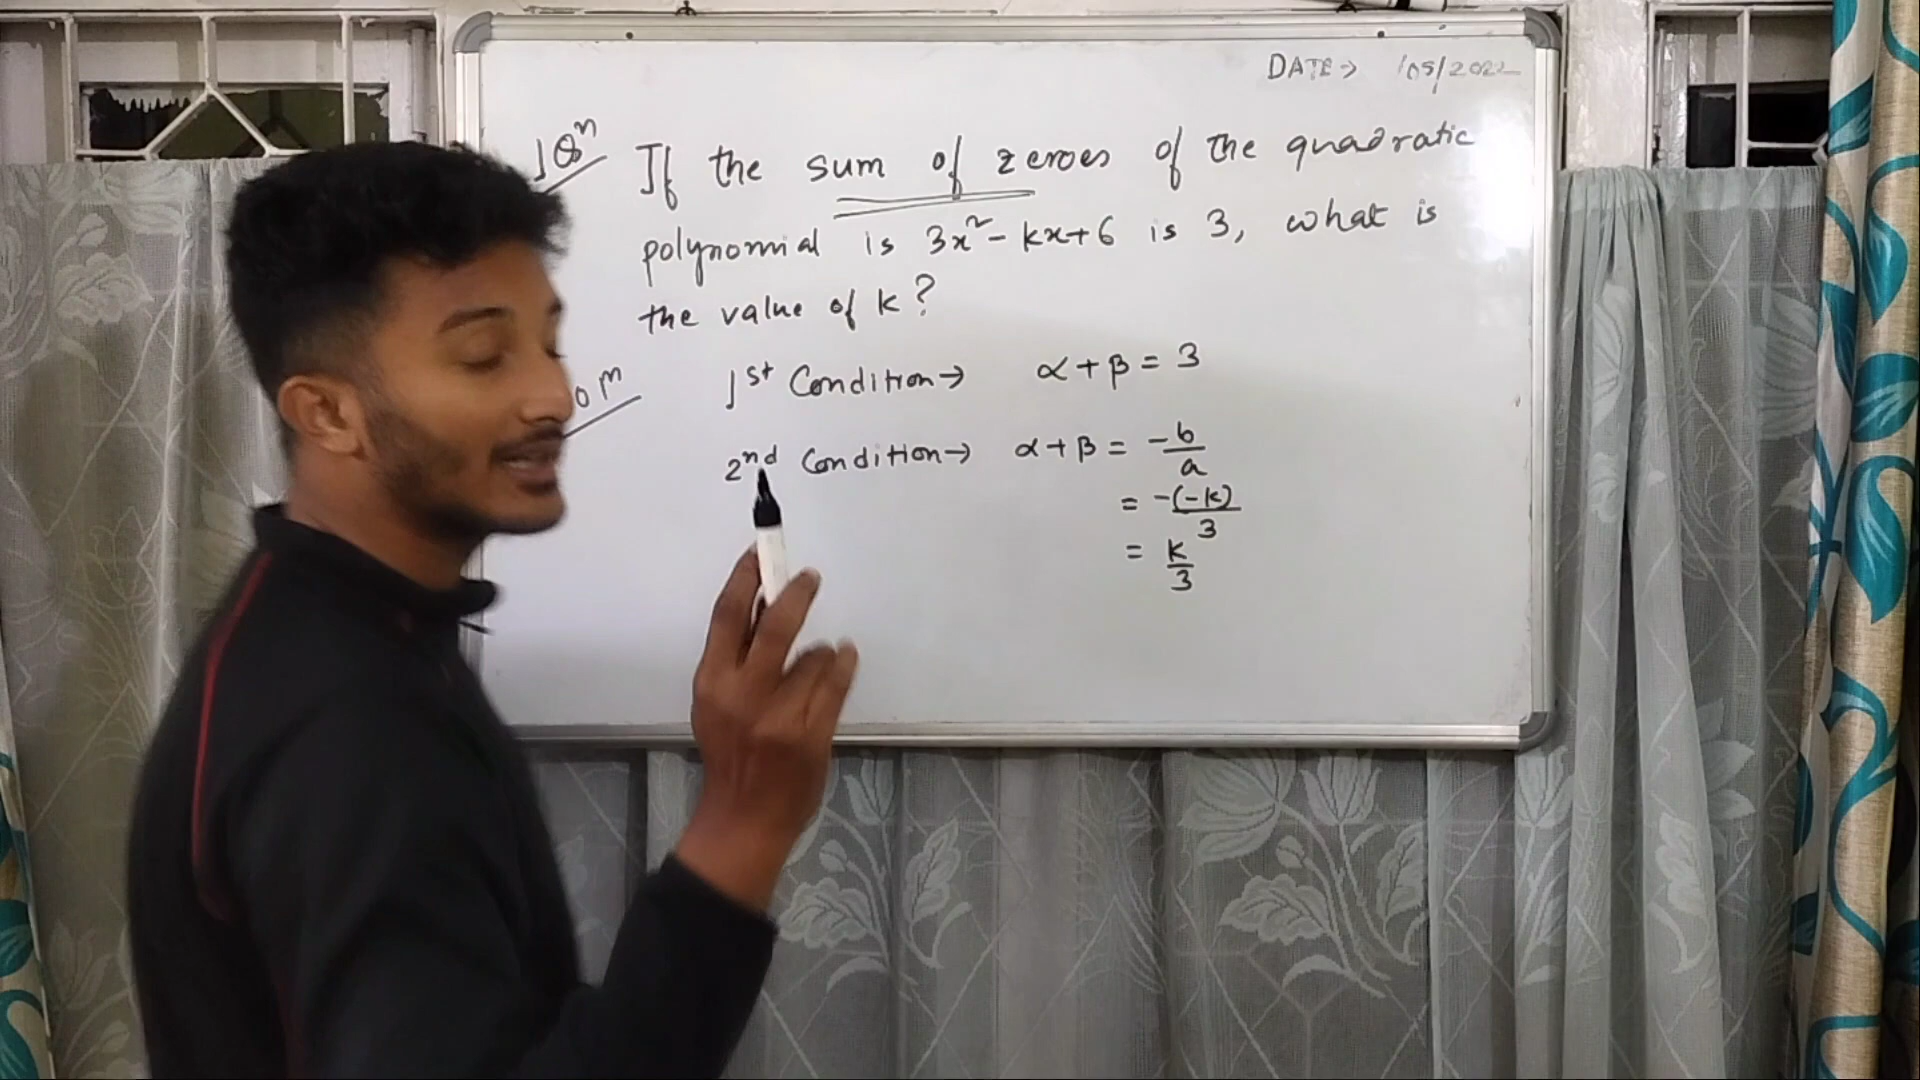 DATE→ /05/2022
1 Qⁿ If the sum of zeroes of the quadratic
polynomial is 3x² - kx + 6 is 3, what is
the value of k?
1st Condition → α + β = 3
2nd Condition → α + β = -b/a
= -(-k)/3
= k/3